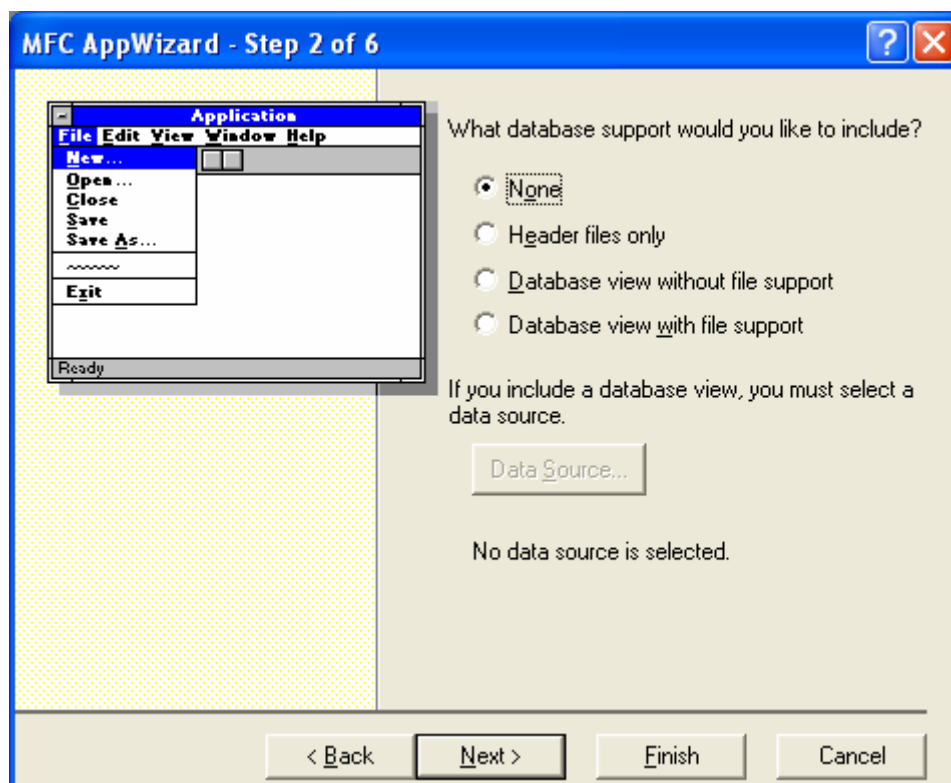 MFC AppWizard - Step 2 of 6
Application
File Edit View Window Help
New...
Open...
Close
Save
Save As...
Exit
Ready
What database support would you like to include?
None
Header files only
Database view without file support
Database view with file support
If you include a database view, you must select a
data source.
Data Source...
No data source is selected.
< Back
Next >
Finish
Cancel